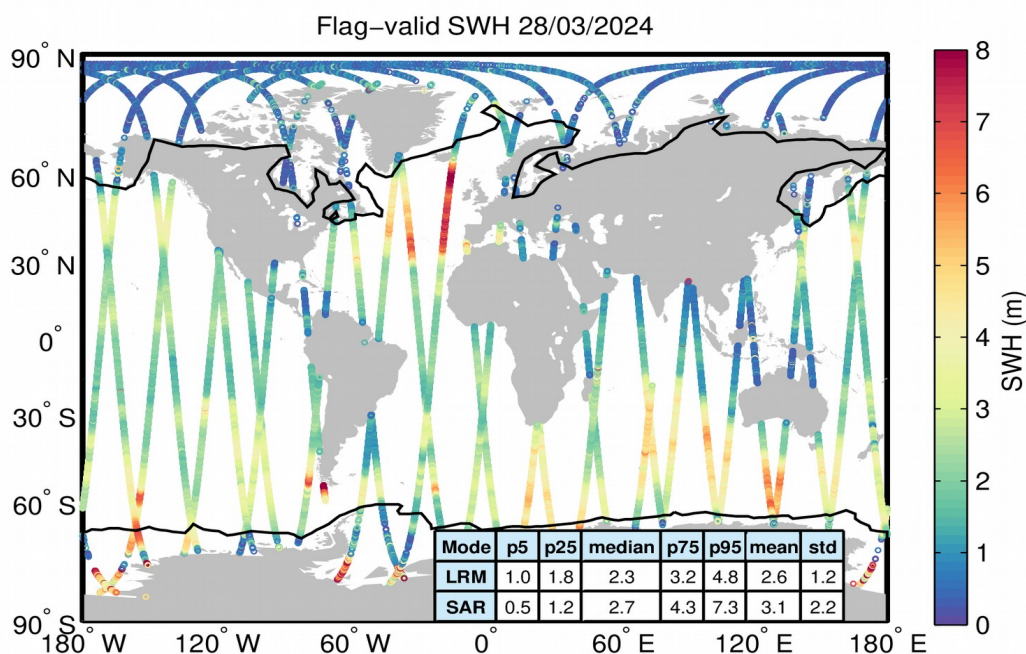 Flag−valid SWH 28/03/2024
90° N
60° N
30° N
0°
30° S
60° S
90° S
180° W
120° W
60° W
0°
60° E
120° E
180° E
8
7
6
5
4
3
2
1
0
SWH (m)
Mode p5 p25 median p75 p95 mean std
LRM 1.0 1.8 2.3 3.2 4.8 2.6 1.2
SAR 0.5 1.2 2.7 4.3 7.3 3.1 2.2